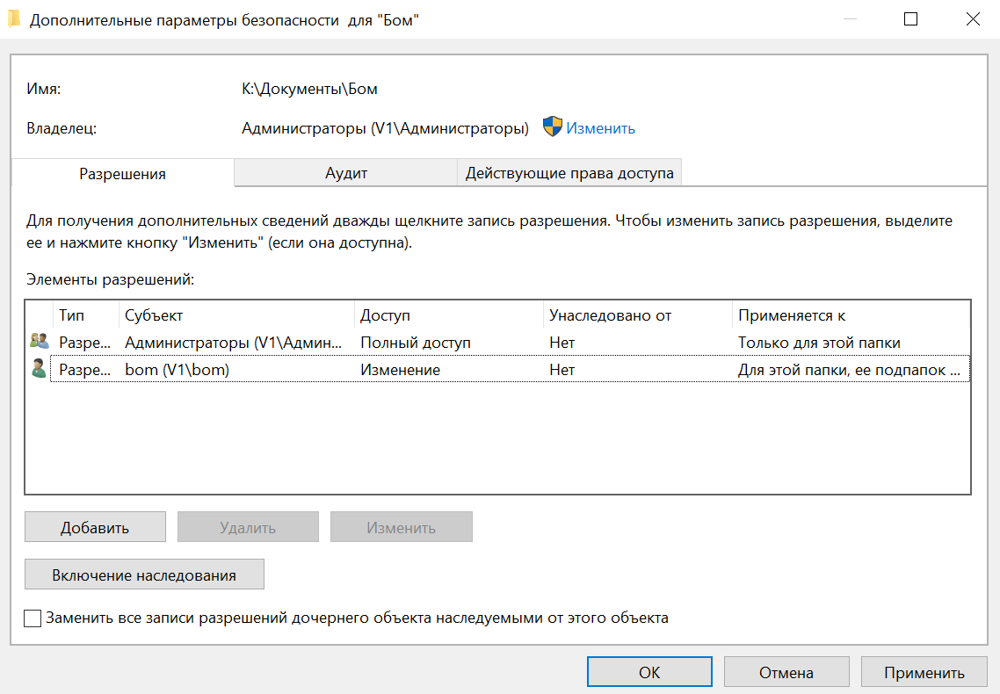 Дополнительные параметры безопасности для "Бом"
Имя: K:\Документы\Бом
Владелец: Администраторы (V1\Администраторы) Изменить
Разрешения Аудит Действующие права доступа
Для получения дополнительных сведений дважды щелкните запись разрешения. Чтобы изменить запись разрешения, выделите
ее и нажмите кнопку "Изменить" (если она доступна).
Элементы разрешений:
Тип Субъект Доступ Унаследовано от Применяется к
Разре... Администраторы (V1\Админ... Полный доступ Нет Только для этой папки
Разре... bom (V1\bom) Изменение Нет Для этой папки, ее подпапок ...
Добавить Удалить Изменить
Включение наследования
Заменить все записи разрешений дочернего объекта наследуемыми от этого объекта
ОК Отмена Применить